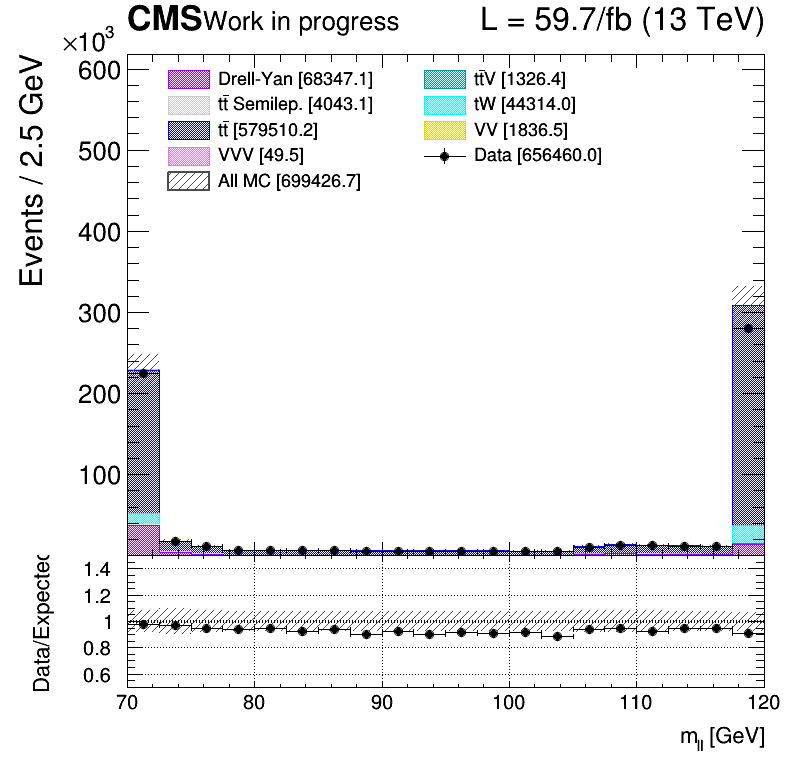 CMS Work in progress L = 59.7/fb (13 TeV)
×10³
Events / 2.5 GeV
600
500
400
300
200
100
Drell-Yan [68347.1]
tt̄ Semilep. [4043.1]
tt̄ [579510.2]
VVV [49.5]
All MC [699426.7]
tt̄V [1326.4]
tW [44314.0]
VV [1836.5]
Data [656460.0]
Data/Expected
1.4
1.2
1
0.8
0.6
70 80 90 100 110 120
m_ll [GeV]